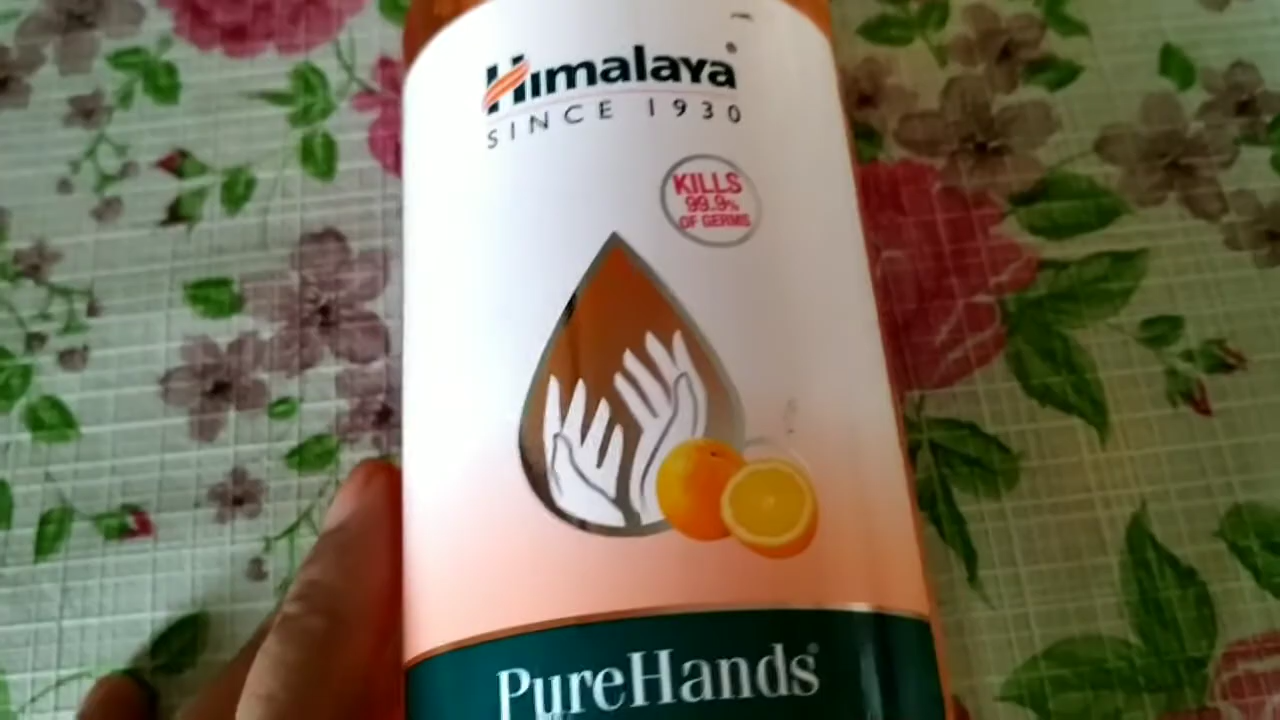 Himalaya
SINCE 1930
KILLS
99.9%
OF GERMS
PureHands®